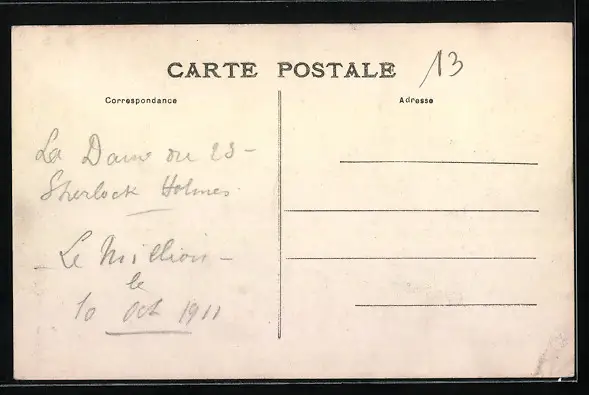 CARTE POSTALE
13
Correspondance
Adresse
La Dame du 23 -
Sherlock Holmes.
- Le Million -
le
10 Oct 1911